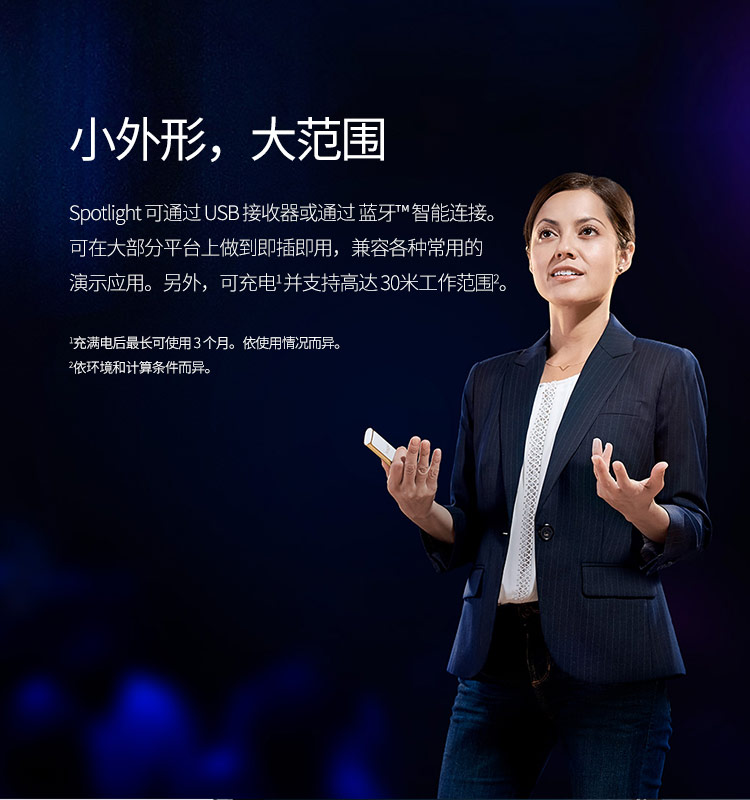 小外形，大范围
Spotlight 可通过 USB 接收器或通过 蓝牙™ 智能连接。
可在大部分平台上做到即插即用，兼容各种常用的
演示应用。另外，可充电¹ 并支持高达 30米工作范围²。
¹充满电后最长可使用 3 个月。依使用情况而异。
²依环境和计算条件而异。